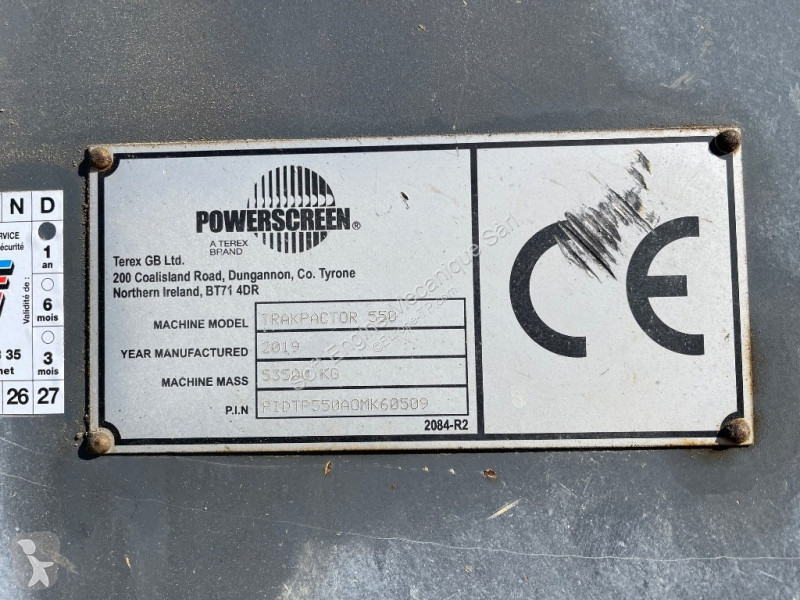 POWERSCREEN®
A TEREX
BRAND
Terex GB Ltd.
200 Coalisland Road, Dungannon, Co. Tyrone
Northern Ireland, BT71 4DR
MACHINE MODEL TRAKPACTOR 550
YEAR MANUFACTURED 2019
MACHINE MASS 53500 KG
P.I.N PIDTP550AOMK60509
2084-R2
CE
N D
1
an
6
mois
3
mois
Validité de :
35
26 27